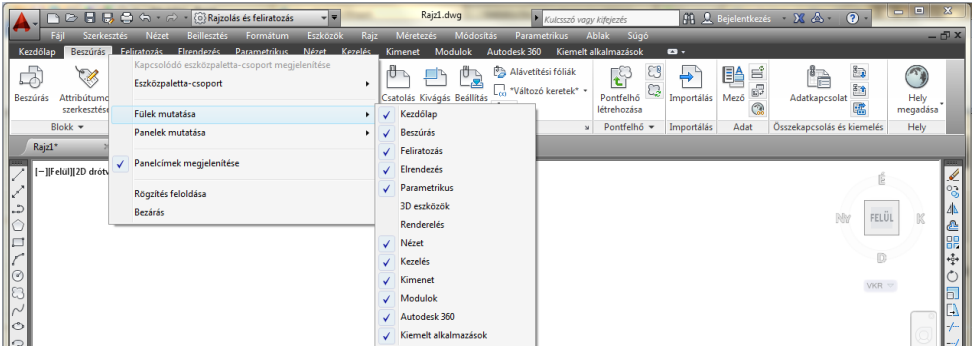 Rajzolás és feliratozás Rajz1.dwg Kulcsszó vagy kifejezés Bejelentkezés
Fájl Szerkesztés Nézet Beillesztés Formátum Eszközök Rajz Méretezés Módosítás Parametrikus Ablak Súgó
Kezdőlap Beszúrás Feliratozás Elrendezés Parametrikus Nézet Kezelés Kimenet Modulok Autodesk 360 Kiemelt alkalmazások
Kapcsolódó eszközpaletta-csoport megjelenítése
Eszközpaletta-csoport
Fülek mutatása
Panelek mutatása
Panelcímek megjelenítése
Rögzítés feloldása
Bezárás
Kezdőlap
Beszúrás
Feliratozás
Elrendezés
Parametrikus
3D eszközök
Renderelés
Nézet
Kezelés
Kimenet
Modulok
Autodesk 360
Kiemelt alkalmazások
Beszúrás
szerkesztése
Blokk
Csatolás Kivágás Beállítás
Alávetítési fóliák
*Változó keretek*
Pontfelhő
létrehozása
Pontfelhő
Importálás
Importálás
Mező
Adat
Adatkapcsolat
Összekapcsolás és kiemelés
Hely
megadása
Hely
Rajz1*
[−][Felül][2D
É
Ny FELÜL K
D
VKR